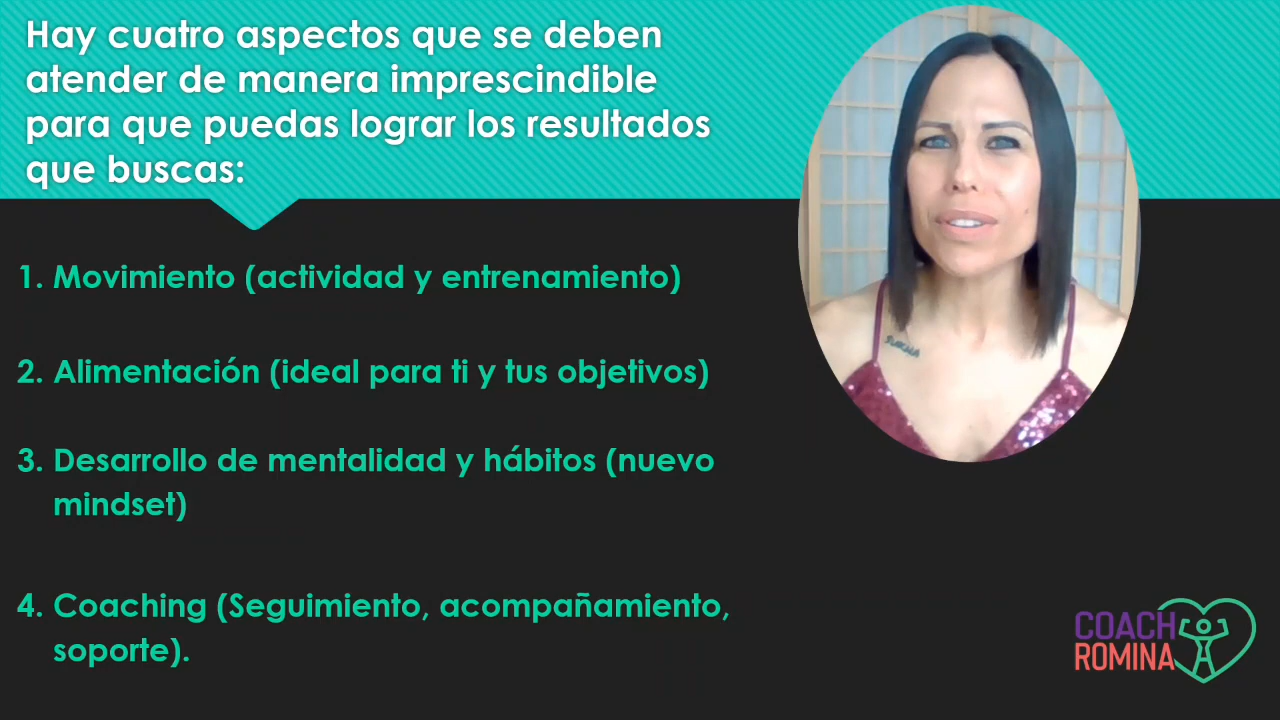 Hay cuatro aspectos que se deben
atender de manera imprescindible
para que puedas lograr los resultados
que buscas:
1. Movimiento (actividad y entrenamiento)
2. Alimentación (ideal para ti y tus objetivos)
3. Desarrollo de mentalidad y hábitos (nuevo
mindset)
4. Coaching (Seguimiento, acompañamiento,
soporte).
COACH
ROMINA